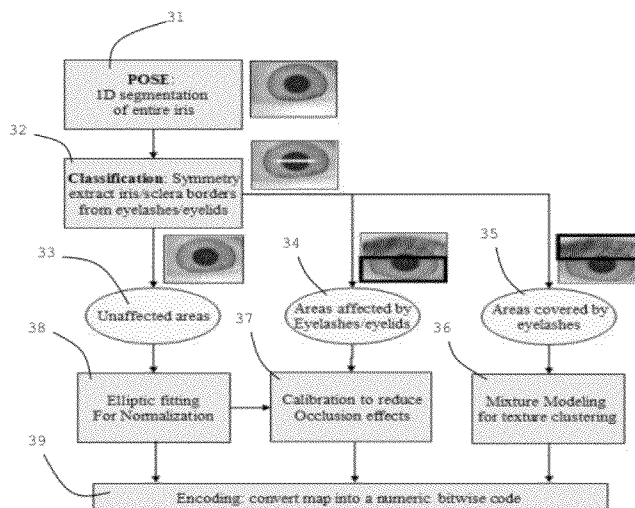 31
POSE:
1D segmentation
of entire iris
32
Classification: Symmetry
extract iris/sclera borders
from eyelashes/eyelids
33
34
35
Unaffected areas
Areas affected by
Eyelashes/eyelids
Areas covered by
eyelashes
38
37
36
Elliptic fitting
For Normalization
Calibration to reduce
Occlusion effects
Mixture Modeling
for texture clustering
39
Encoding: convert map into a numeric bitwise code